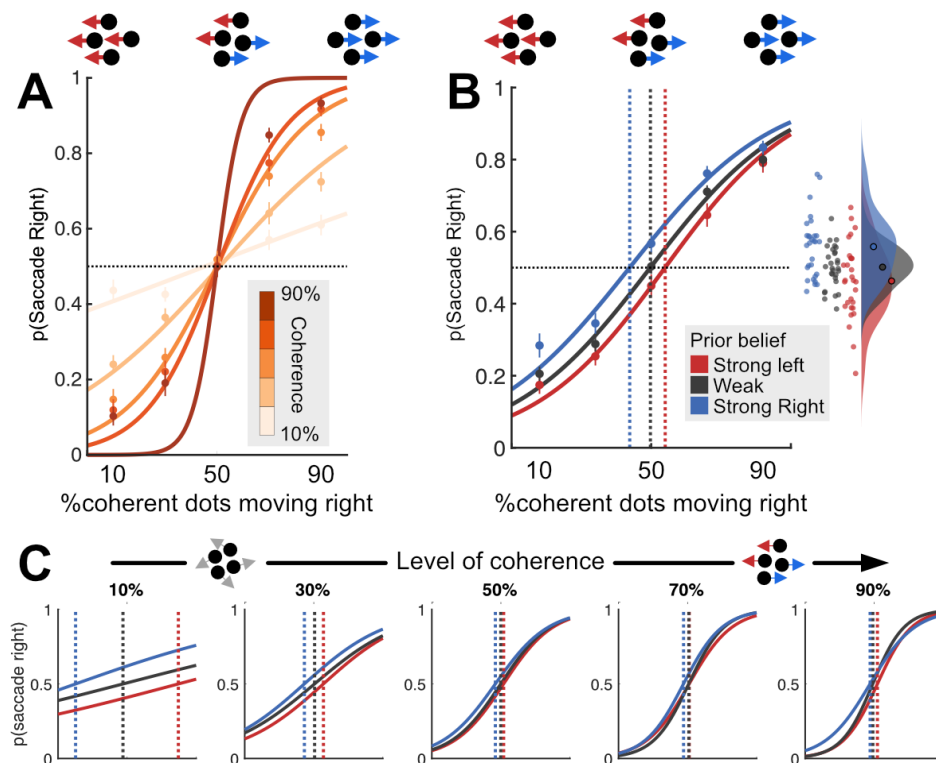 A
p(Saccade Right)
1
0.8
0.6
0.4
0.2
0
90%
Coherence
10%
10
50
90
%coherent dots moving right
B
p(Saccade Right)
1
0.8
0.6
0.4
0.2
0
Prior belief
Strong left
Weak
Strong Right
10
50
90
%coherent dots moving right
C
Level of coherence
10%
30%
50%
70%
90%
p(saccade right)
1
0.5
0
1
0.5
0
1
0.5
0
1
0.5
0
1
0.5
0